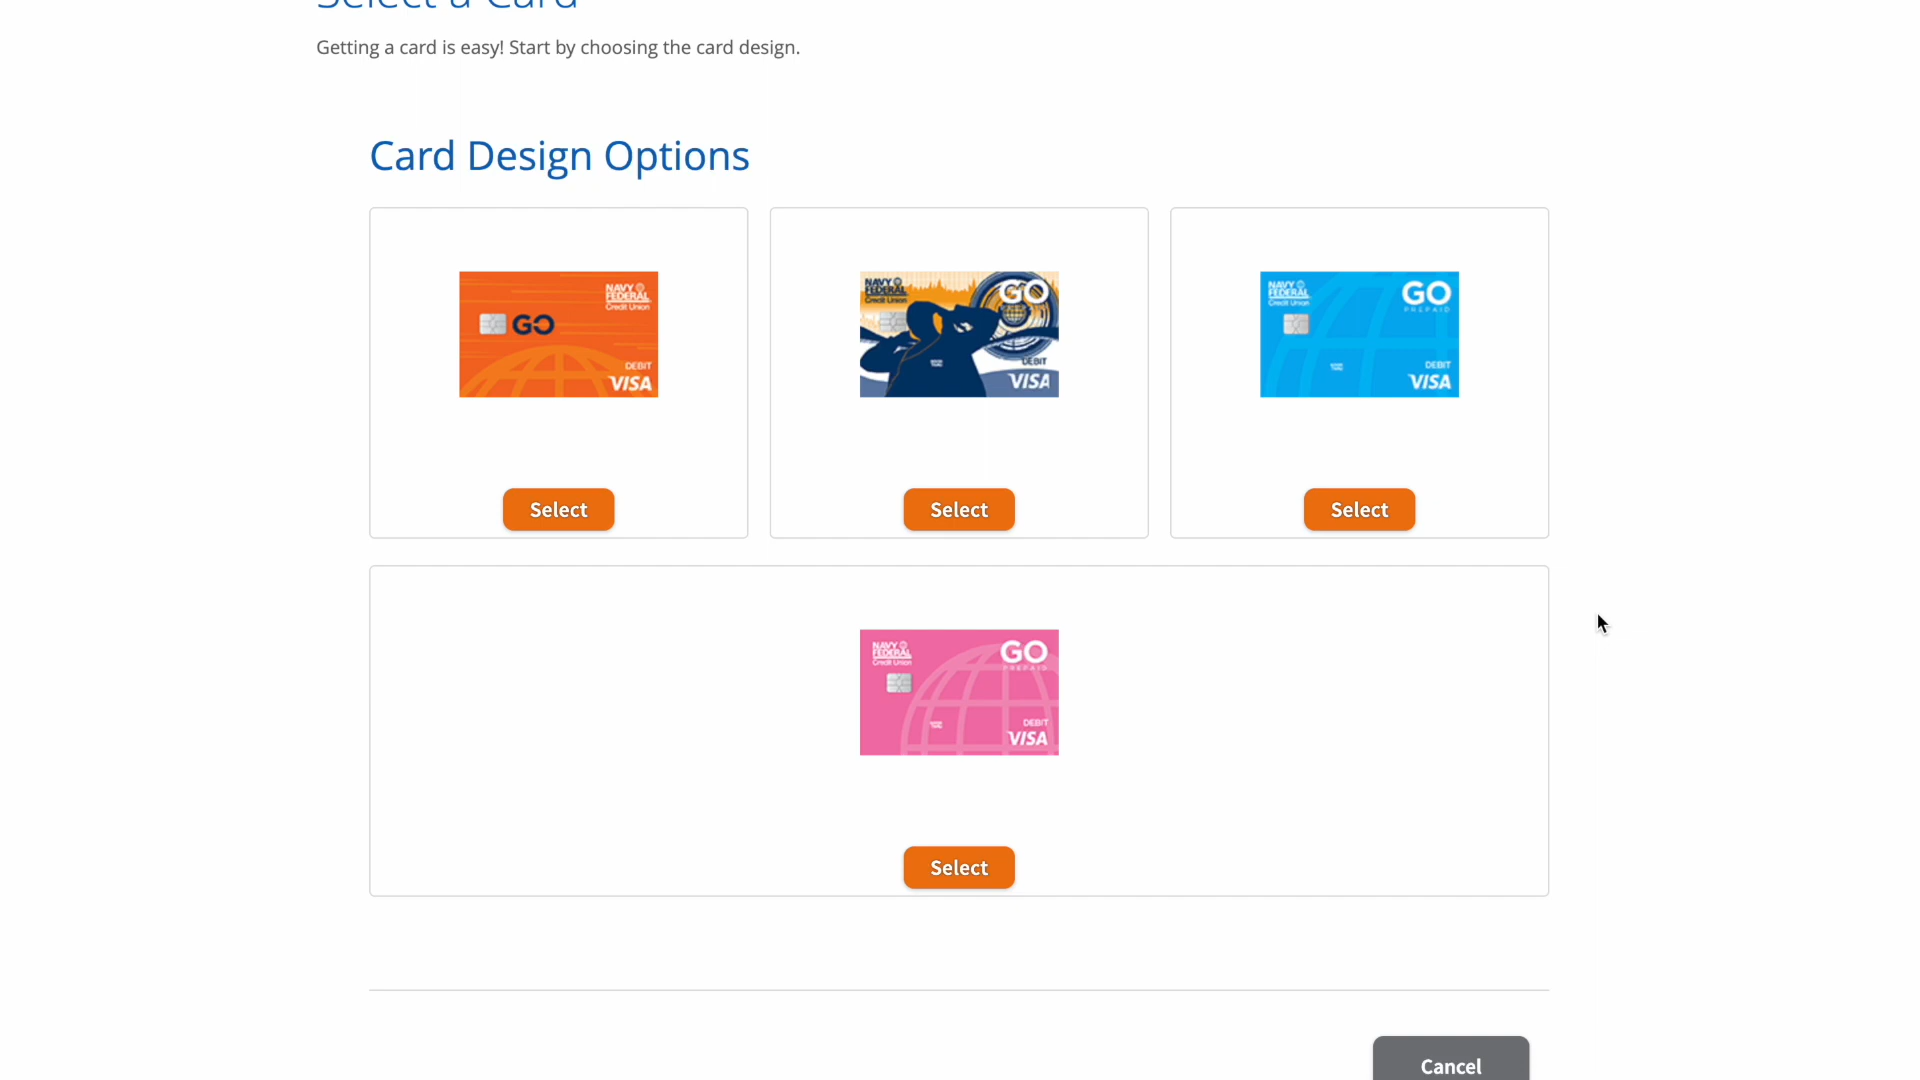 Select a Card
Getting a card is easy! Start by choosing the card design.
Card Design Options
NAVY
FEDERAL
Credit Union
GO
DEBIT
VISA
NAVY
FEDERAL
Credit Union
GO
DEBIT
VISA
NAVY
FEDERAL
Credit Union
GO
PREPAID
DEBIT
VISA
Select
Select
Select
NAVY
FEDERAL
Credit Union
GO
PREPAID
DEBIT
VISA
Select
Cancel